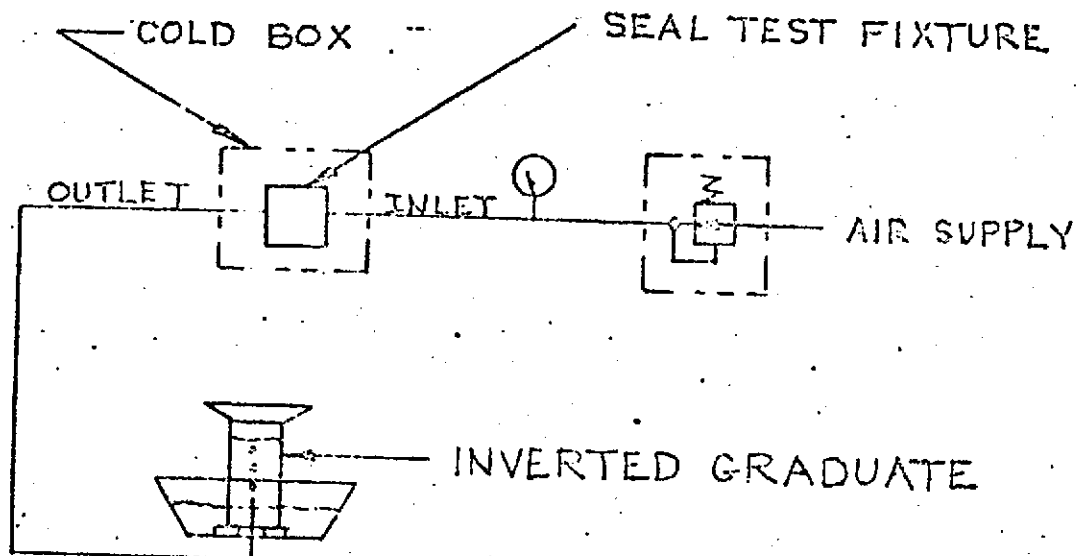 COLD BOX
SEAL TEST FIXTURE
OUTLET
INLET
AIR SUPPLY
INVERTED GRADUATE